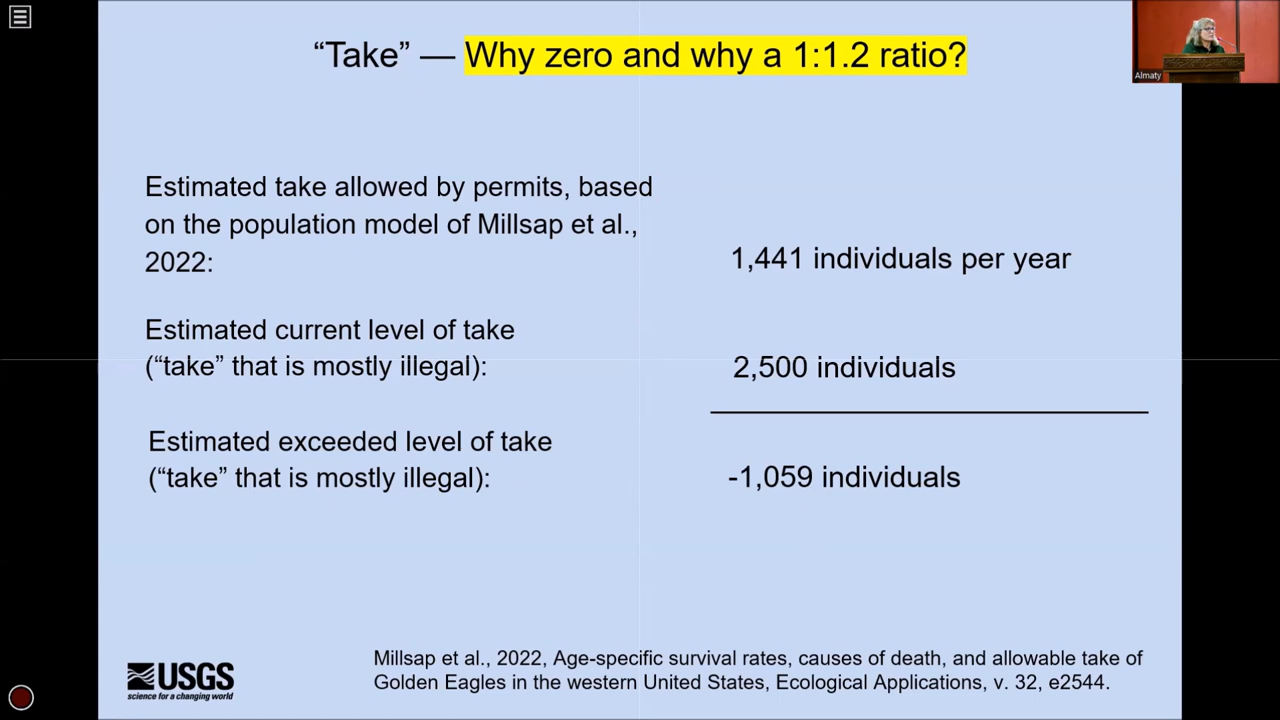 “Take” — Why zero and why a 1:1.2 ratio?
Almaty
Estimated take allowed by permits, based
on the population model of Millsap et al.,
2022:
1,441 individuals per year
Estimated current level of take
(“take” that is mostly illegal):
2,500 individuals
Estimated exceeded level of take
(“take” that is mostly illegal):
-1,059 individuals
USGS
science for a changing world
Millsap et al., 2022, Age-specific survival rates, causes of death, and allowable take of
Golden Eagles in the western United States, Ecological Applications, v. 32, e2544.